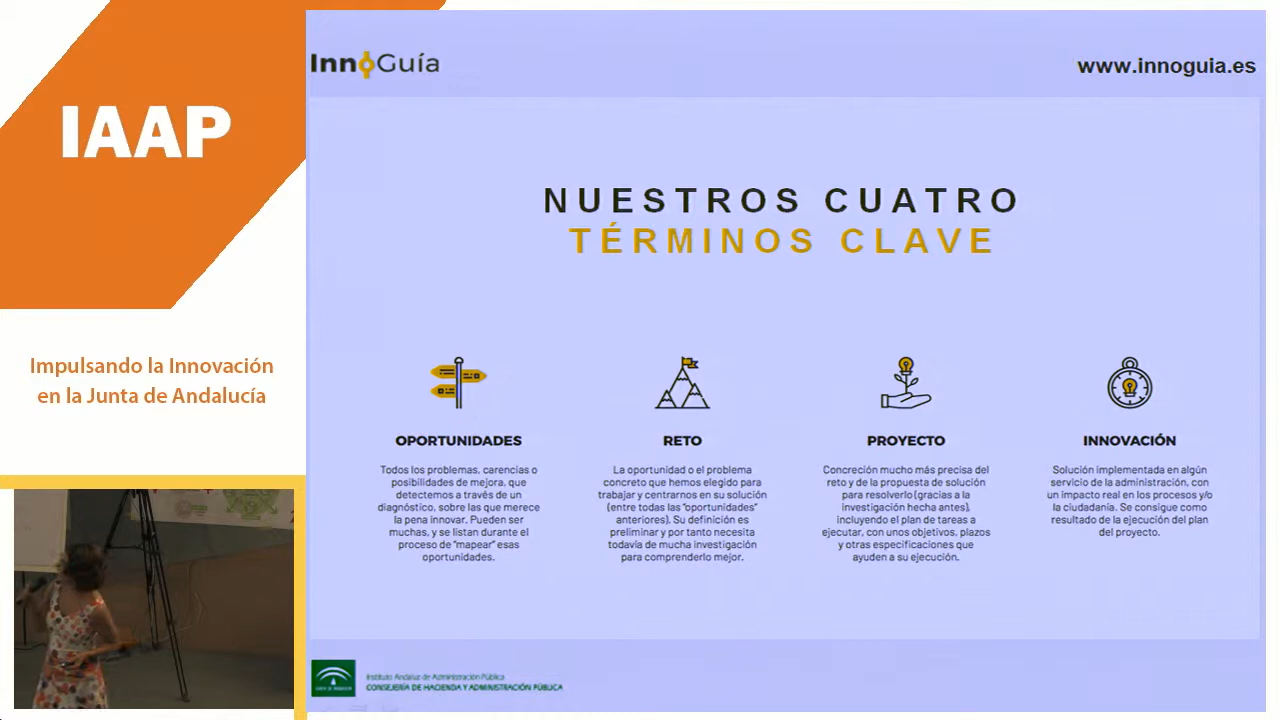 IAAP
Impulsando la Innovación
en la Junta de Andalucía
InnoGuía
www.innoguia.es
NUESTROS CUATRO
TÉRMINOS CLAVE
OPORTUNIDADES
Todos los problemas, carencias o
posibilidades de mejora, que
detectemos a través de un
diagnóstico, sobre las que merece
la pena innovar. Pueden ser
muchas, y se listan durante el
proceso de "mapear" esas
oportunidades.
RETO
La oportunidad o el problema
concreto que hemos elegido para
trabajar y centrarnos en su solución
(entre todas las "oportunidades"
anteriores). Su definición es
preliminar y por tanto necesita
todavía de mucha investigación
para comprenderlo mejor.
PROYECTO
Concreción mucho más precisa del
reto y de la propuesta de solución
para resolverlo (gracias a la
investigación hecha antes),
incluyendo el plan de tareas a
ejecutar, con unos objetivos, plazos
y otras especificaciones que
ayuden a su ejecución.
INNOVACIÓN
Solución implementada en algún
servicio de la administración, con
un impacto real en los procesos y/o
la ciudadanía. Se consigue como
resultado de la ejecución del plan
del proyecto.
Instituto Andaluz de Administración Pública
CONSEJERÍA DE HACIENDA Y ADMINISTRACIÓN PÚBLICA